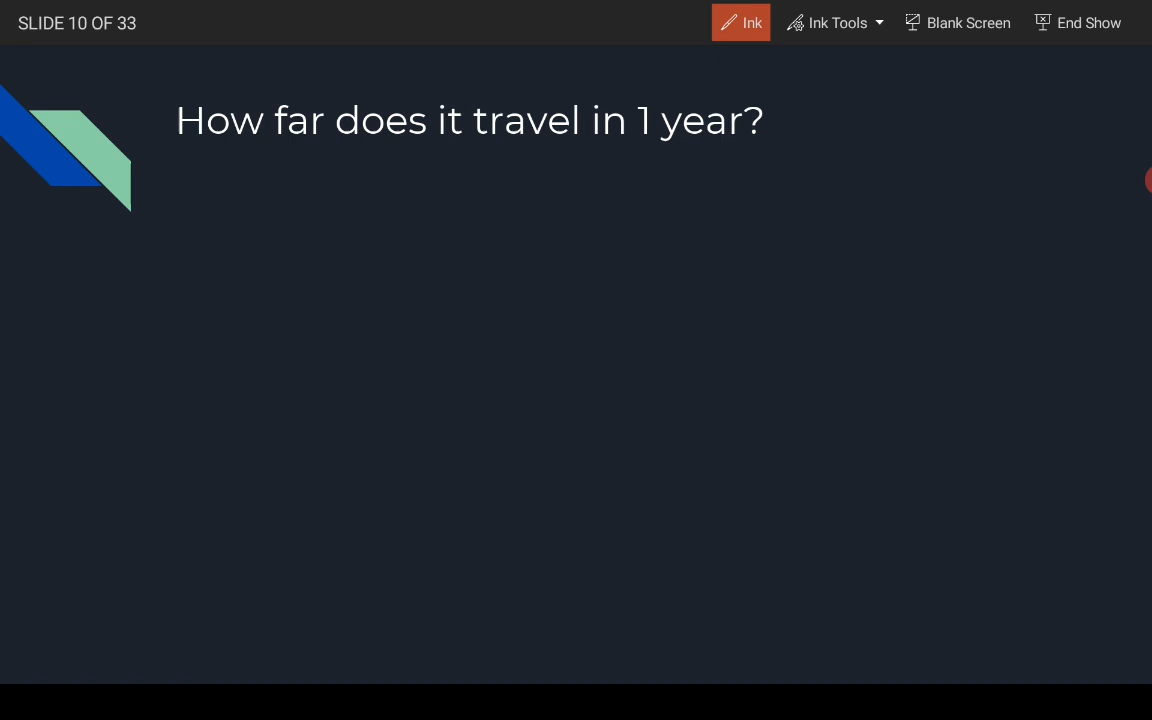 SLIDE 10 OF 33
Ink
Ink Tools
Blank Screen
End Show
How far does it travel in 1 year?